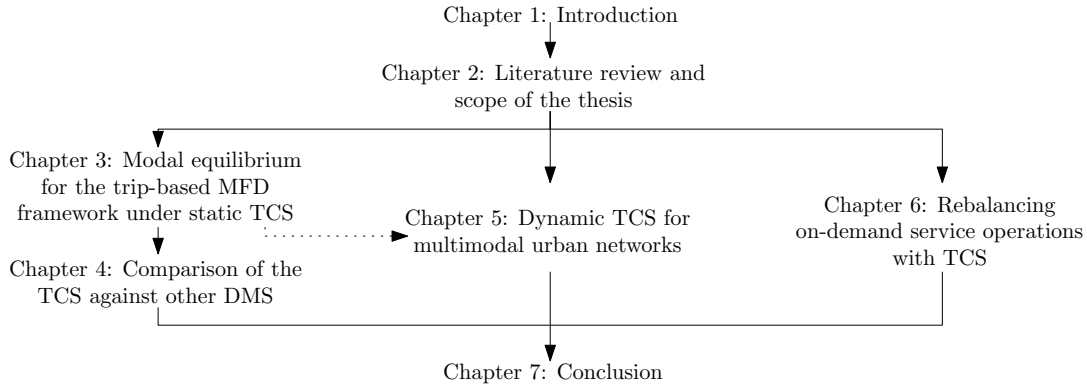 Chapter 1: Introduction
Chapter 2: Literature review and
scope of the thesis
Chapter 3: Modal equilibrium
for the trip-based MFD
framework under static TCS
Chapter 4: Comparison of the
TCS against other DMS
Chapter 5: Dynamic TCS for
multimodal urban networks
Chapter 6: Rebalancing
on-demand service operations
with TCS
Chapter 7: Conclusion